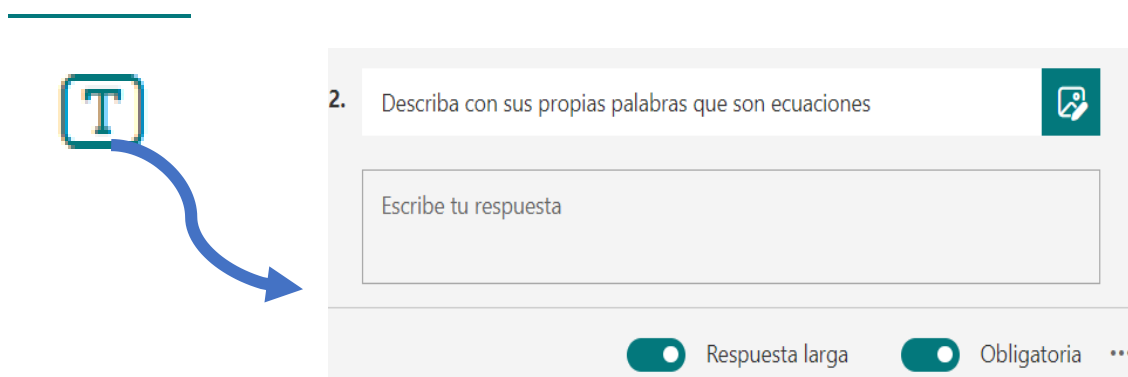 T
2.
Describa con sus propias palabras que son ecuaciones
Escribe tu respuesta
Respuesta larga
Obligatoria